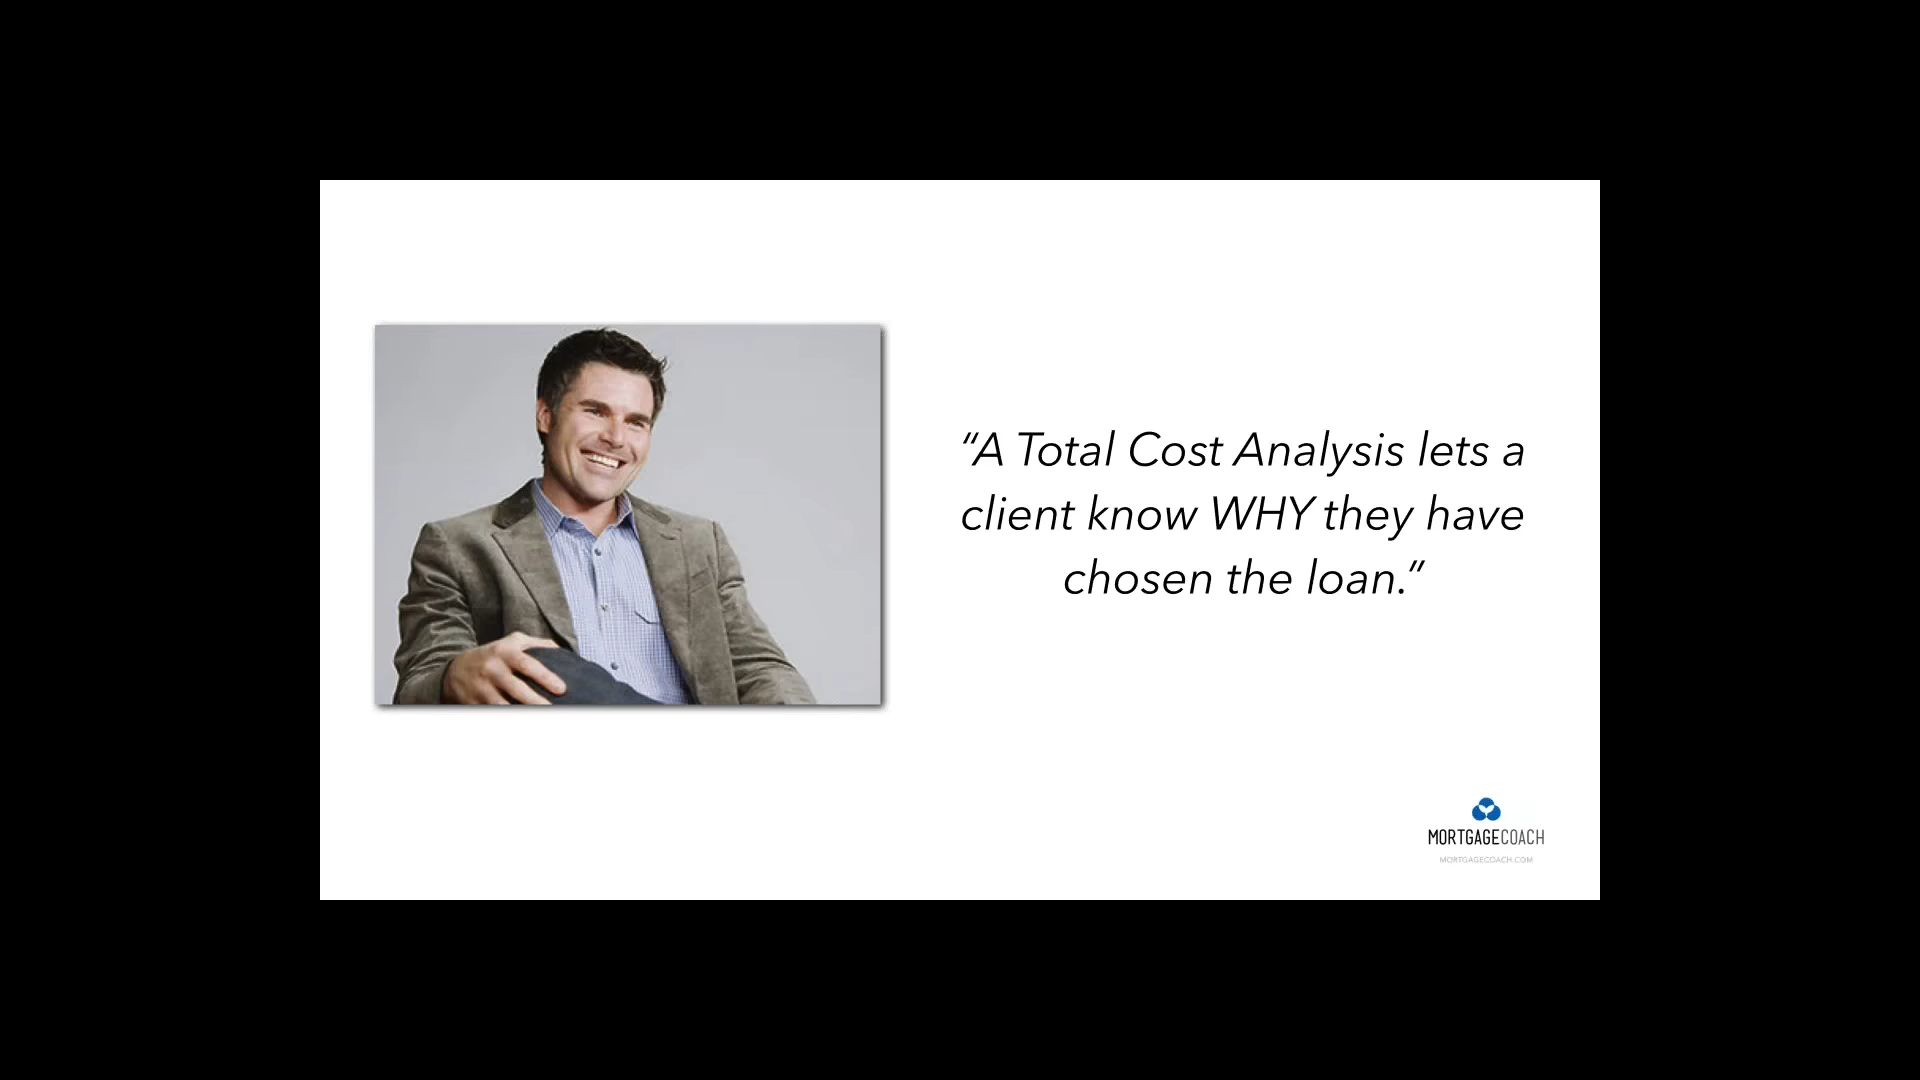 “A Total Cost Analysis lets a
client know WHY they have
chosen the loan.”
MORTGAGECOACH
MORTGAGECOACH.COM